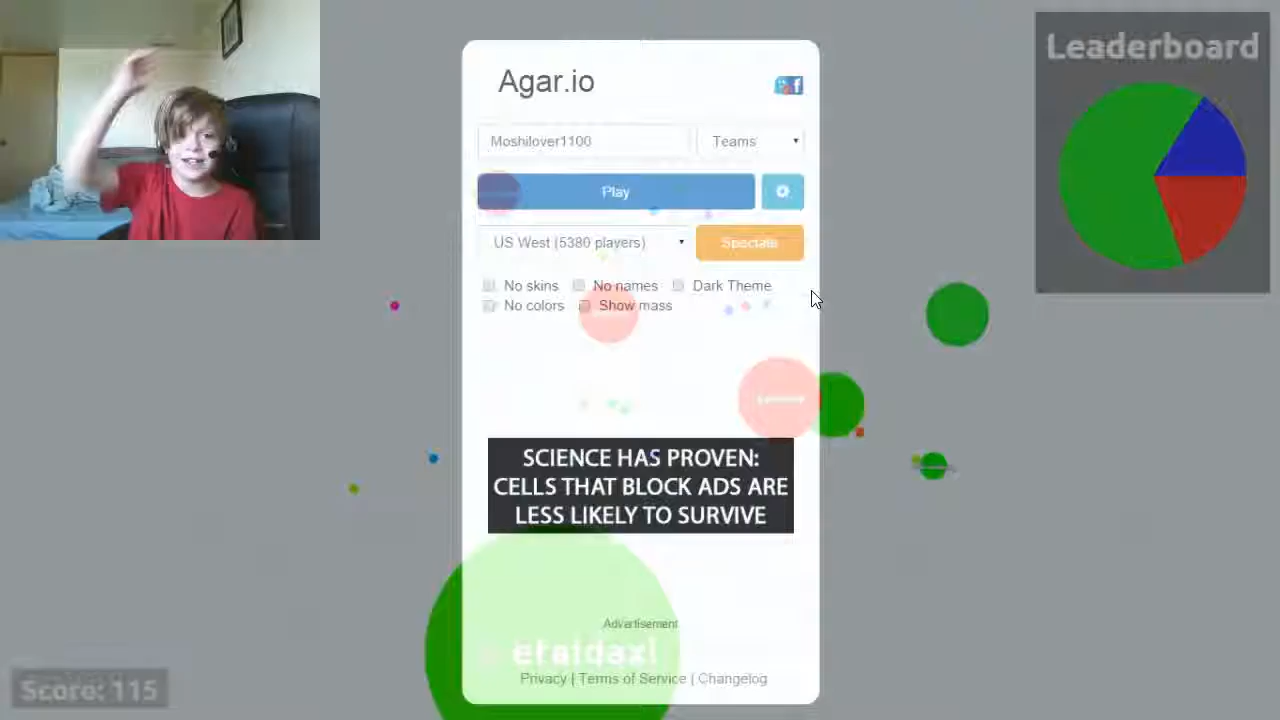 Agar.io
Leaderboard
Moshilover1100
Teams
Play
US West (5380 players)
Spectate
No skins
No names
Dark Theme
No colors
Show mass
SCIENCE HAS PROVEN:
CELLS THAT BLOCK ADS ARE
LESS LIKELY TO SURVIVE
Advertisement
Privacy | Terms of Service | Changelog
Score: 115